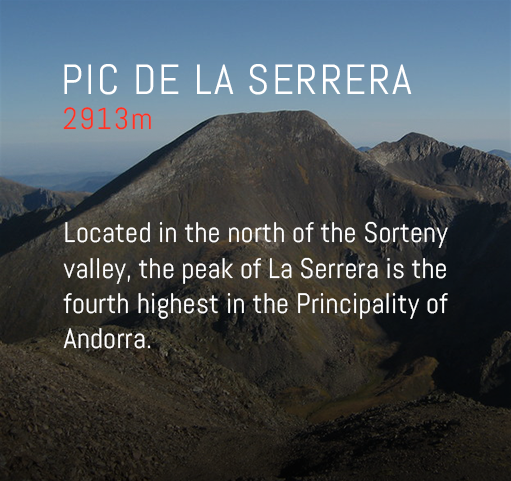 PIC DE LA SERRERA
2913m
Located in the north of the Sorteny
valley, the peak of La Serrera is the
fourth highest in the Principality of
Andorra.